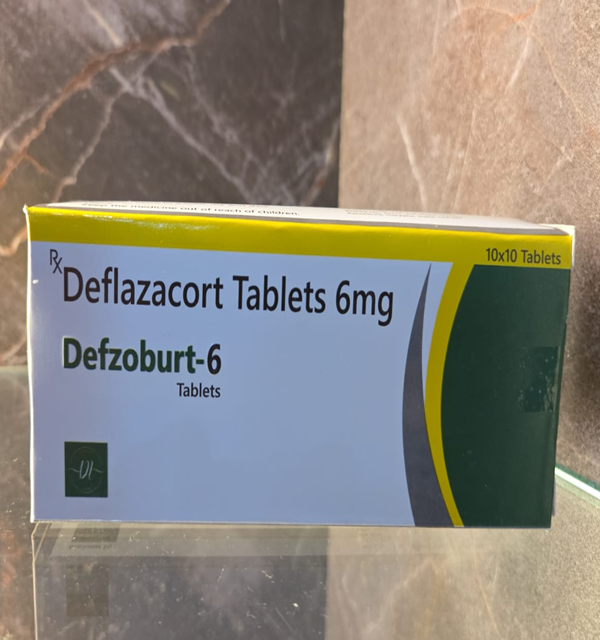 Keep the medicine out of reach of children.
10x10 Tablets
Rx
Deflazacort Tablets 6mg
Defzoburt-6
Tablets